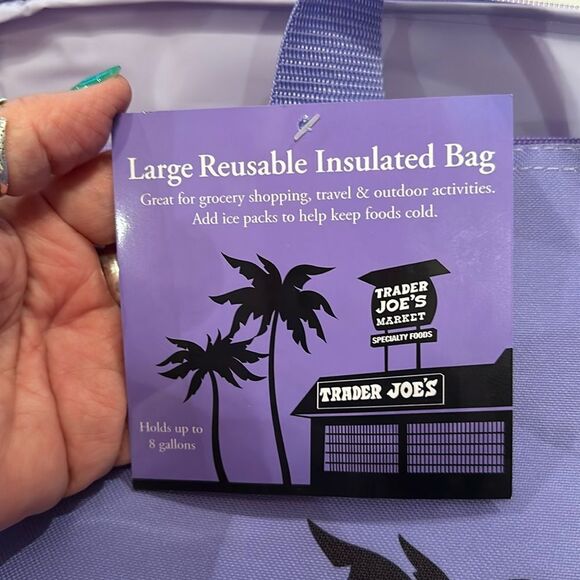 Large Reusable Insulated Bag
Great for grocery shopping, travel & outdoor activities.
Add ice packs to help keep foods cold.
TRADER
JOE'S
MARKET
SPECIALTY FOODS
TRADER JOE'S
Holds up to
8 gallons